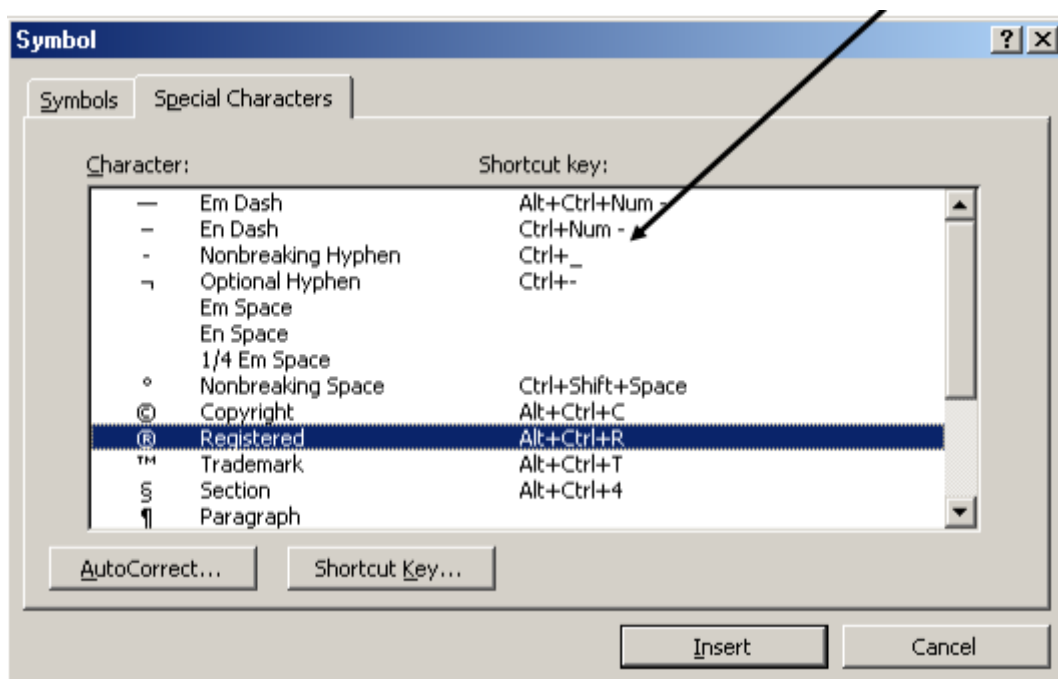 Symbol
Symbols Special Characters
Character: Shortcut key:
— Em Dash Alt+Ctrl+Num -
– En Dash Ctrl+Num -
- Nonbreaking Hyphen Ctrl+_
¬ Optional Hyphen Ctrl+-
Em Space
En Space
1/4 Em Space
° Nonbreaking Space Ctrl+Shift+Space
© Copyright Alt+Ctrl+C
® Registered Alt+Ctrl+R
™ Trademark Alt+Ctrl+T
§ Section Alt+Ctrl+4
¶ Paragraph
AutoCorrect... Shortcut Key...
Insert Cancel